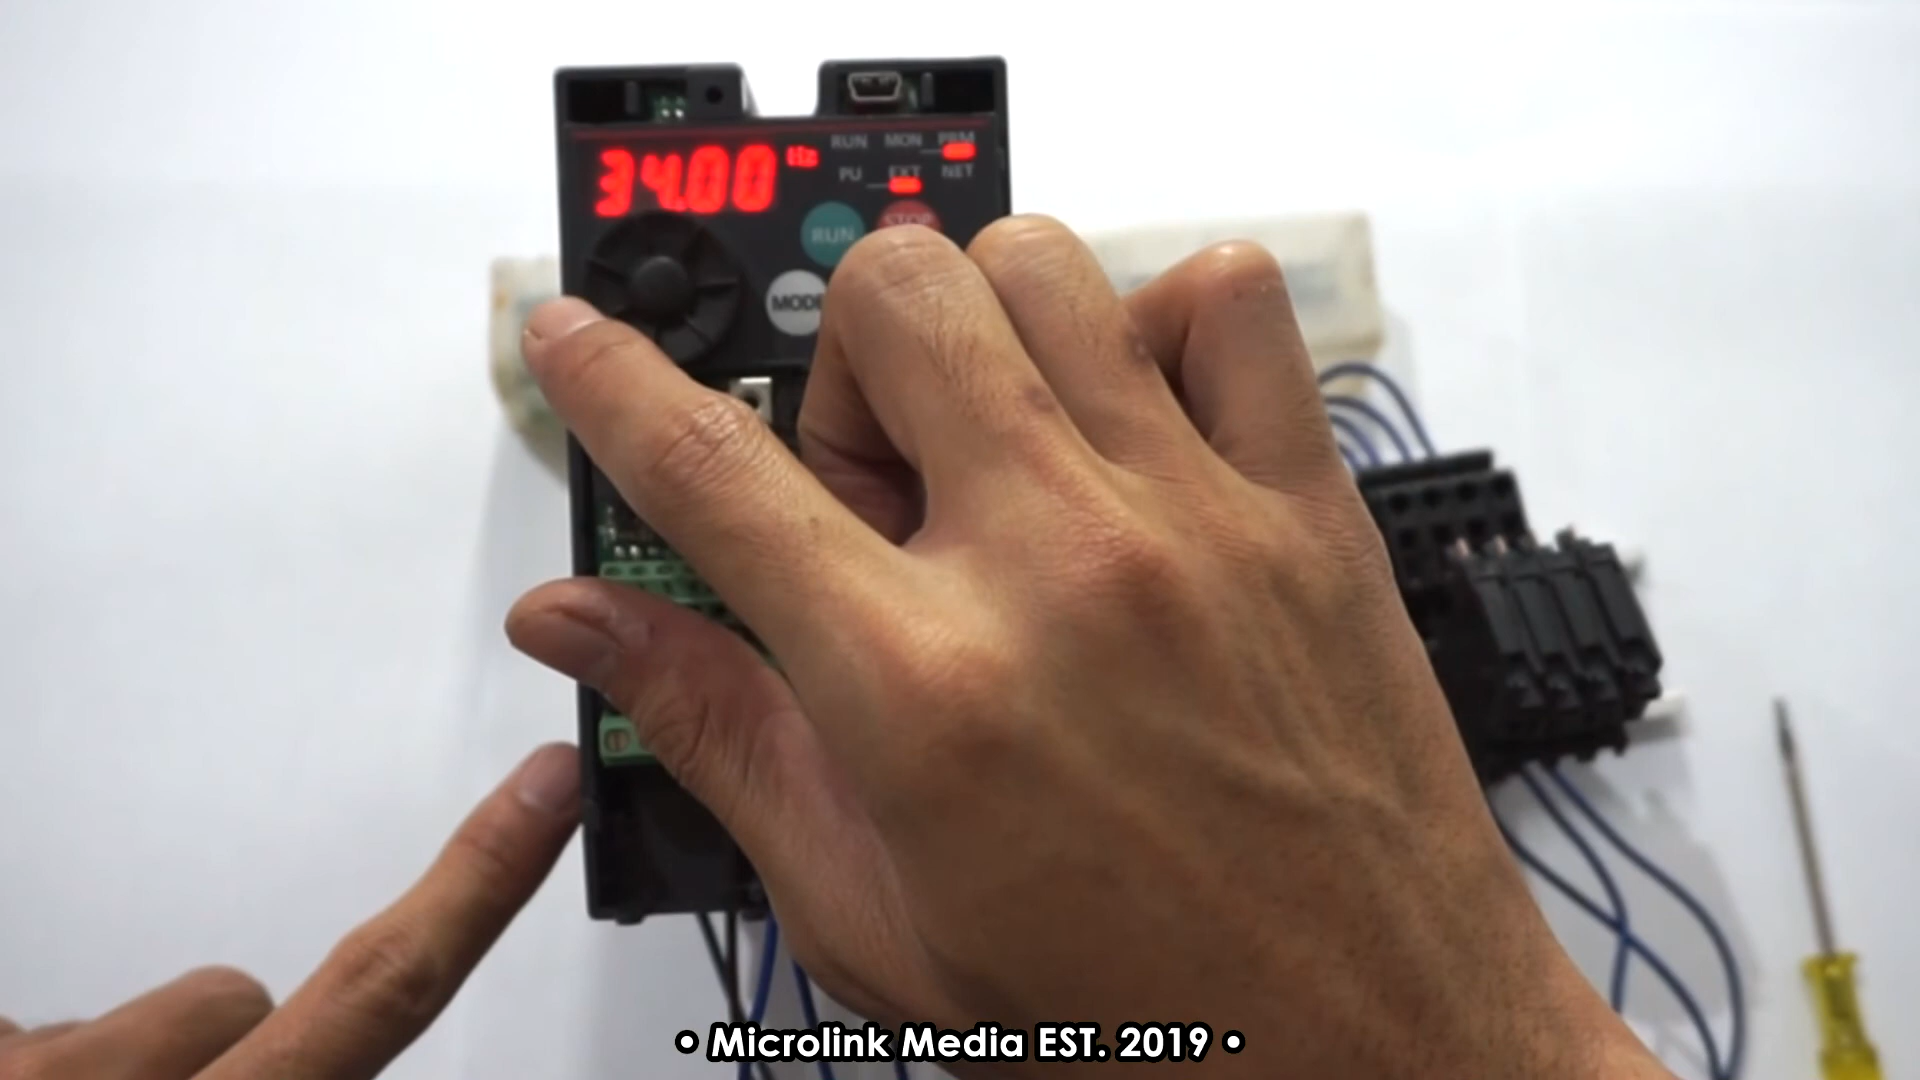 34.00 Hz
RUN MON PRM
PU EXT NET
RUN
STOP
MODE
• Microlink Media EST. 2019 •